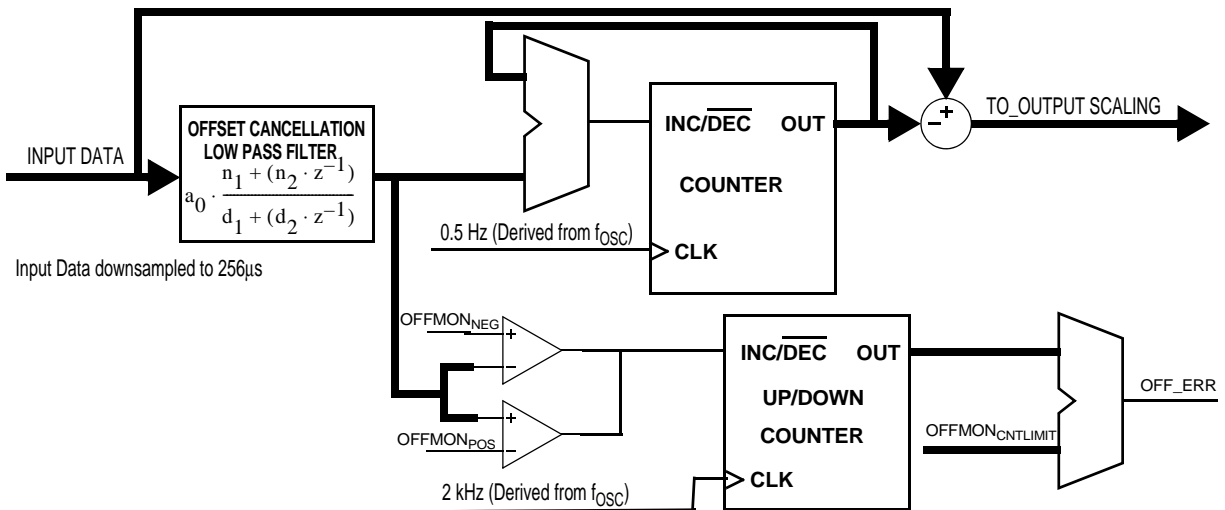 TO_OUTPUT SCALING
INC/DEC OUT
COUNTER
CLK
OFFSET CANCELLATION
LOW PASS FILTER
a0 · n1 + (n2 · z−1)
d1 + (d2 · z−1)
INPUT DATA
0.5 Hz (Derived from fOSC)
Input Data downsampled to 256µs
OFFMONNEG
OFFMONPOS
INC/DEC OUT
UP/DOWN
COUNTER
CLK
2 kHz (Derived from fOSC)
OFF_ERR
OFFMONCNTLIMIT
− +
+
−
+
−